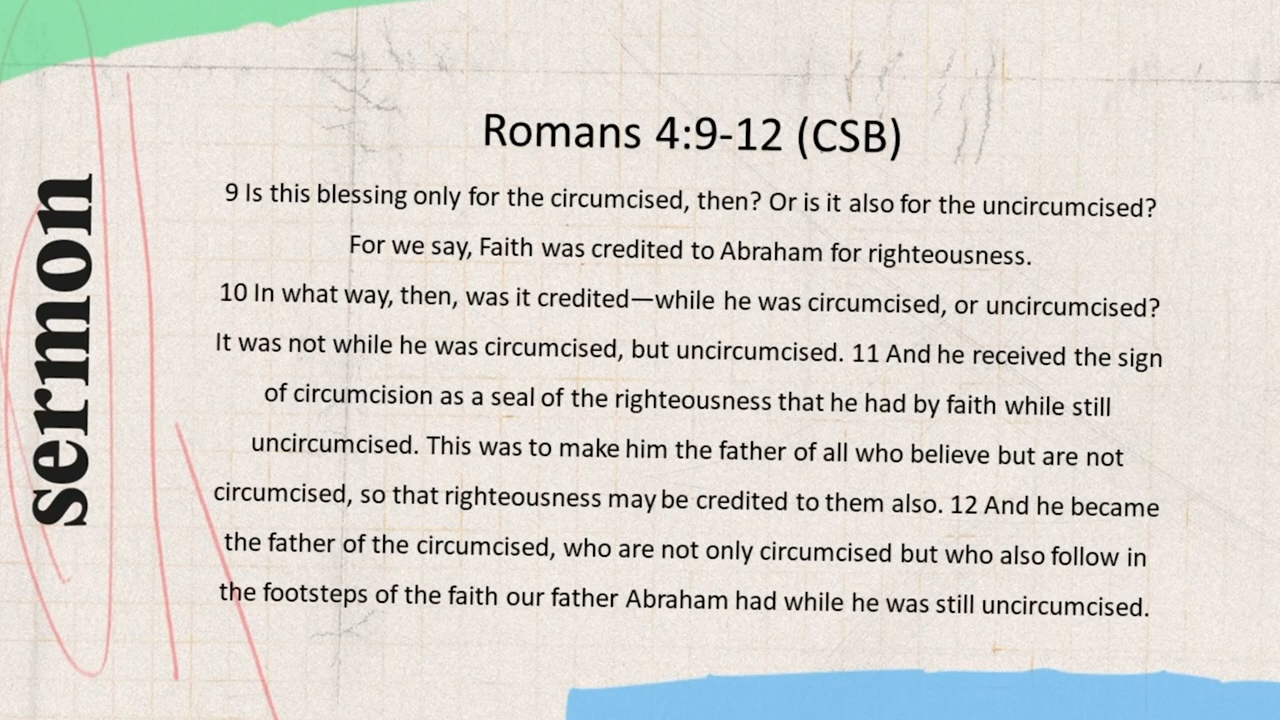 sermon
Romans 4:9-12 (CSB)
9 Is this blessing only for the circumcised, then? Or is it also for the uncircumcised?
For we say, Faith was credited to Abraham for righteousness.
10 In what way, then, was it credited—while he was circumcised, or uncircumcised?
It was not while he was circumcised, but uncircumcised. 11 And he received the sign
of circumcision as a seal of the righteousness that he had by faith while still
uncircumcised. This was to make him the father of all who believe but are not
circumcised, so that righteousness may be credited to them also. 12 And he became
the father of the circumcised, who are not only circumcised but who also follow in
the footsteps of the faith our father Abraham had while he was still uncircumcised.